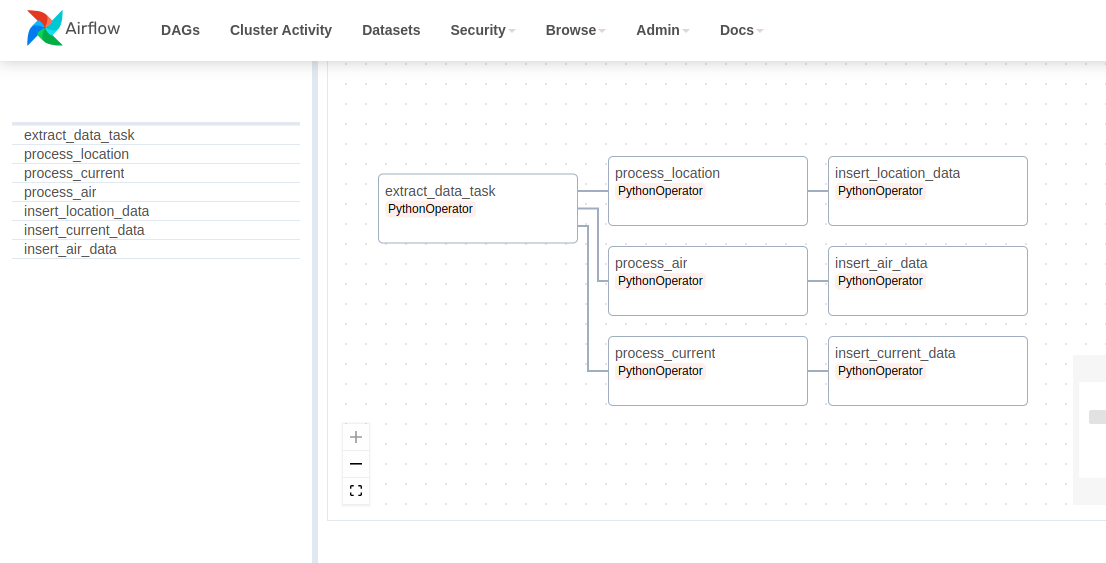 Airflow
DAGs Cluster Activity Datasets Security Browse Admin Docs
extract_data_task
process_location
process_current
process_air
insert_location_data
insert_current_data
insert_air_data
extract_data_task
PythonOperator
process_location
PythonOperator
insert_location_data
PythonOperator
process_air
PythonOperator
insert_air_data
PythonOperator
process_current
PythonOperator
insert_current_data
PythonOperator